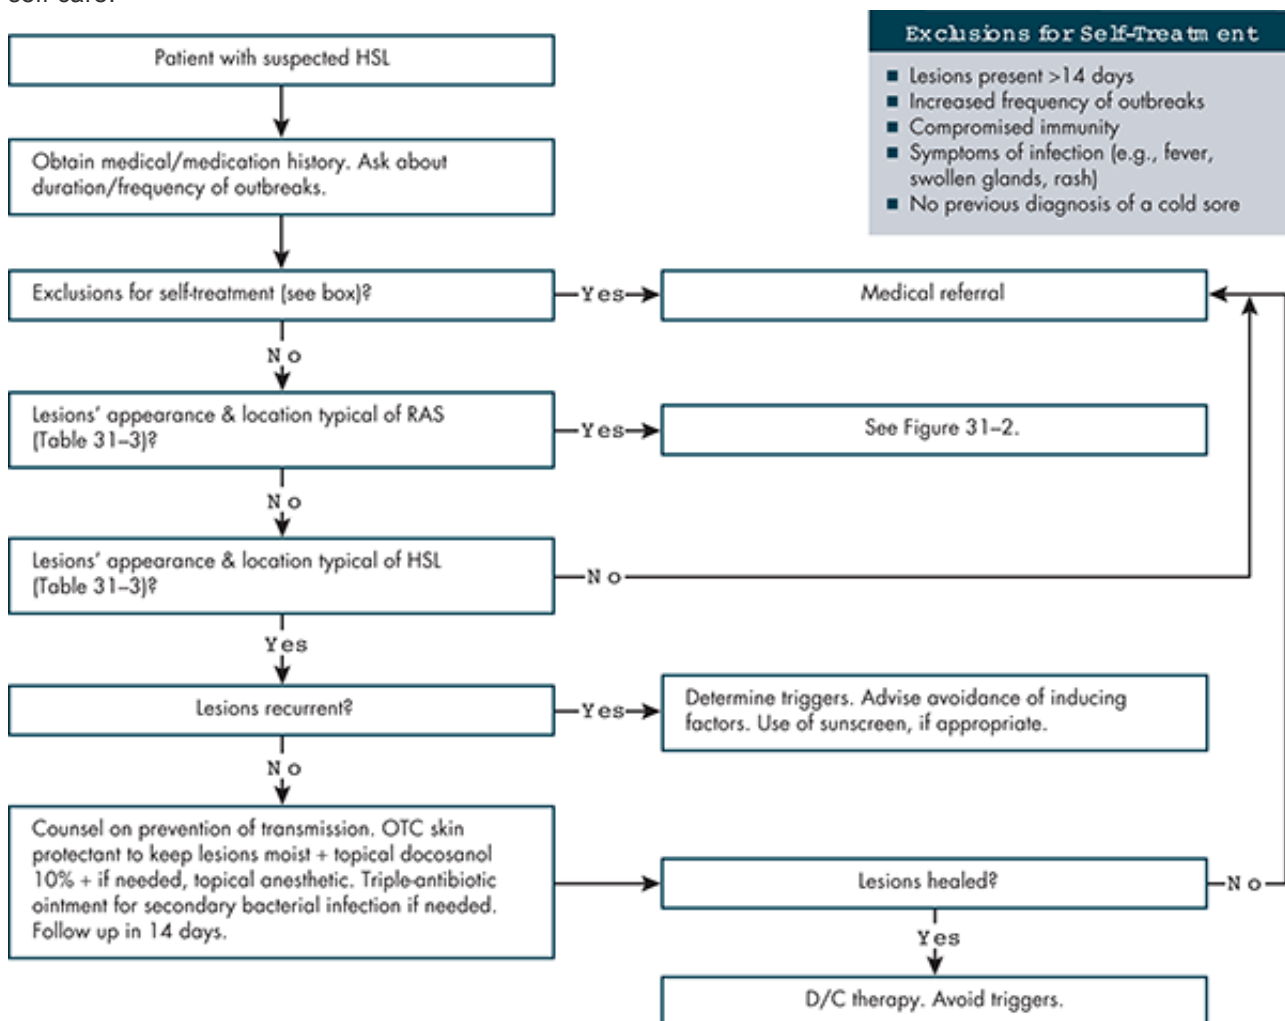 self-care.
Exclusions for Self-Treatment
■ Lesions present >14 days
■ Increased frequency of outbreaks
■ Compromised immunity
■ Symptoms of infection (e.g., fever,
swollen glands, rash)
■ No previous diagnosis of a cold sore
Patient with suspected HSL
Obtain medical/medication history. Ask about
duration/frequency of outbreaks.
Exclusions for self-treatment (see box)?
Yes
Medical referral
No
Lesions’ appearance & location typical of RAS
(Table 31–3)?
Yes
See Figure 31–2.
No
Lesions’ appearance & location typical of HSL
(Table 31–3)?
No
Yes
Lesions recurrent?
Yes
Determine triggers. Advise avoidance of inducing
factors. Use of sunscreen, if appropriate.
No
Counsel on prevention of transmission. OTC skin
protectant to keep lesions moist + topical docosanol
10% + if needed, topical anesthetic. Triple-antibiotic
ointment for secondary bacterial infection if needed.
Follow up in 14 days.
Lesions healed?
No
Yes
D/C therapy. Avoid triggers.